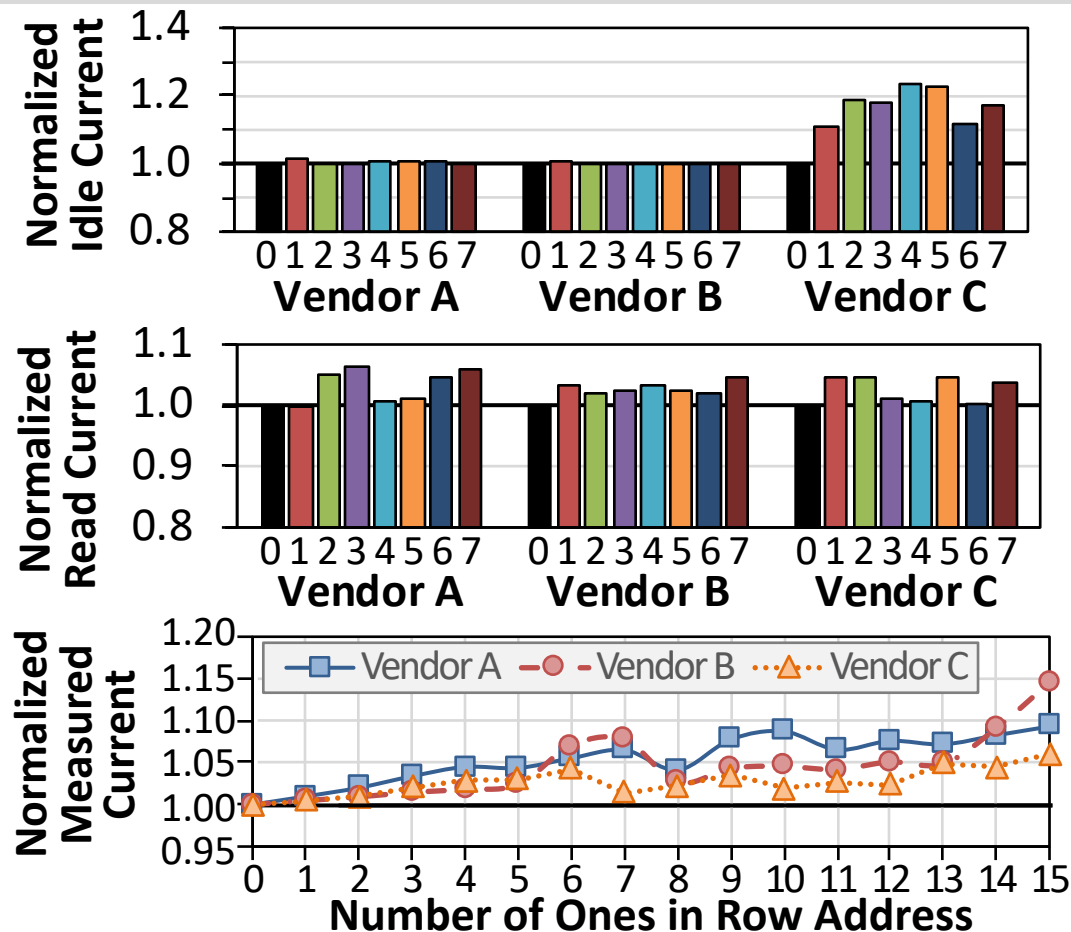 Normalized
Idle Current
1.4
1.2
1.0
0.8
0 1 2 3 4 5 6 7
0 1 2 3 4 5 6 7
0 1 2 3 4 5 6 7
Vendor A
Vendor B
Vendor C
Normalized
Read Current
1.1
1.0
0.9
0.8
0 1 2 3 4 5 6 7
0 1 2 3 4 5 6 7
0 1 2 3 4 5 6 7
Vendor A
Vendor B
Vendor C
Normalized
Measured
Current
1.20
1.15
1.10
1.05
1.00
0.95
Vendor A
Vendor B
Vendor C
0 1 2 3 4 5 6 7 8 9 10 11 12 13 14 15
Number of Ones in Row Address